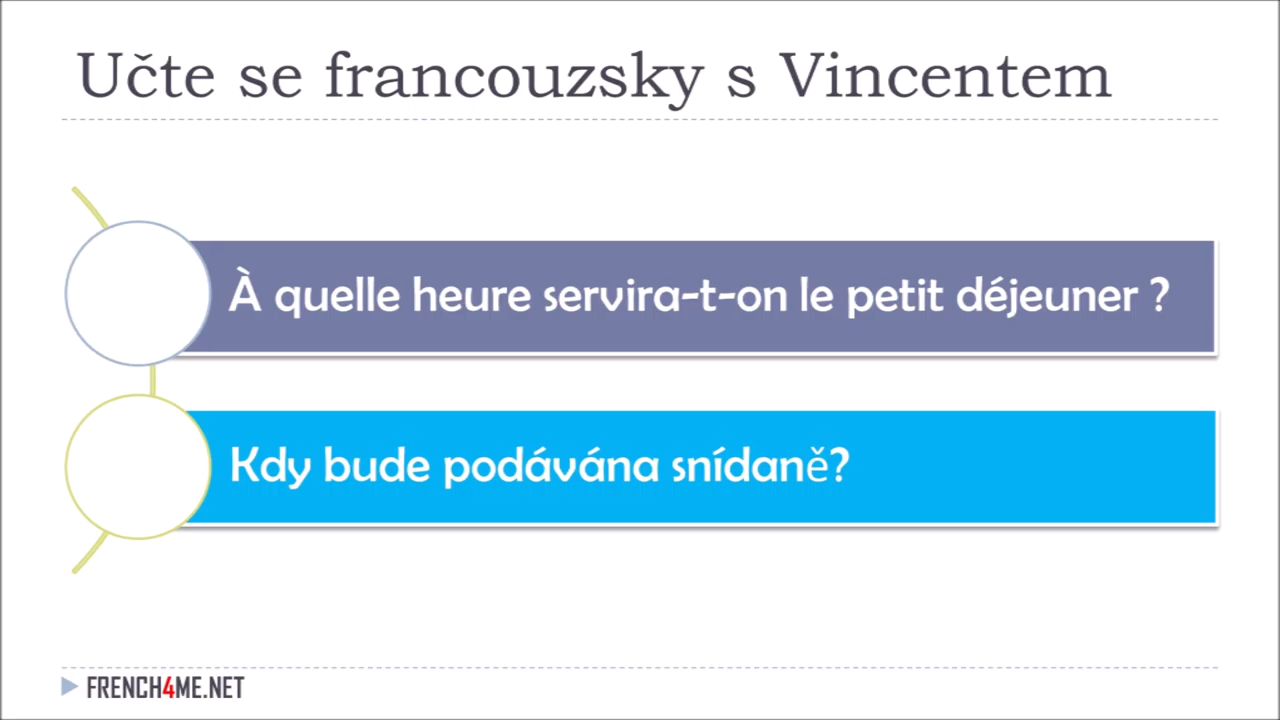 Učte se francouzsky s Vincentem
À quelle heure servira-t-on le petit déjeuner ?
Kdy bude podávána snídaně?
FRENCH4ME.NET